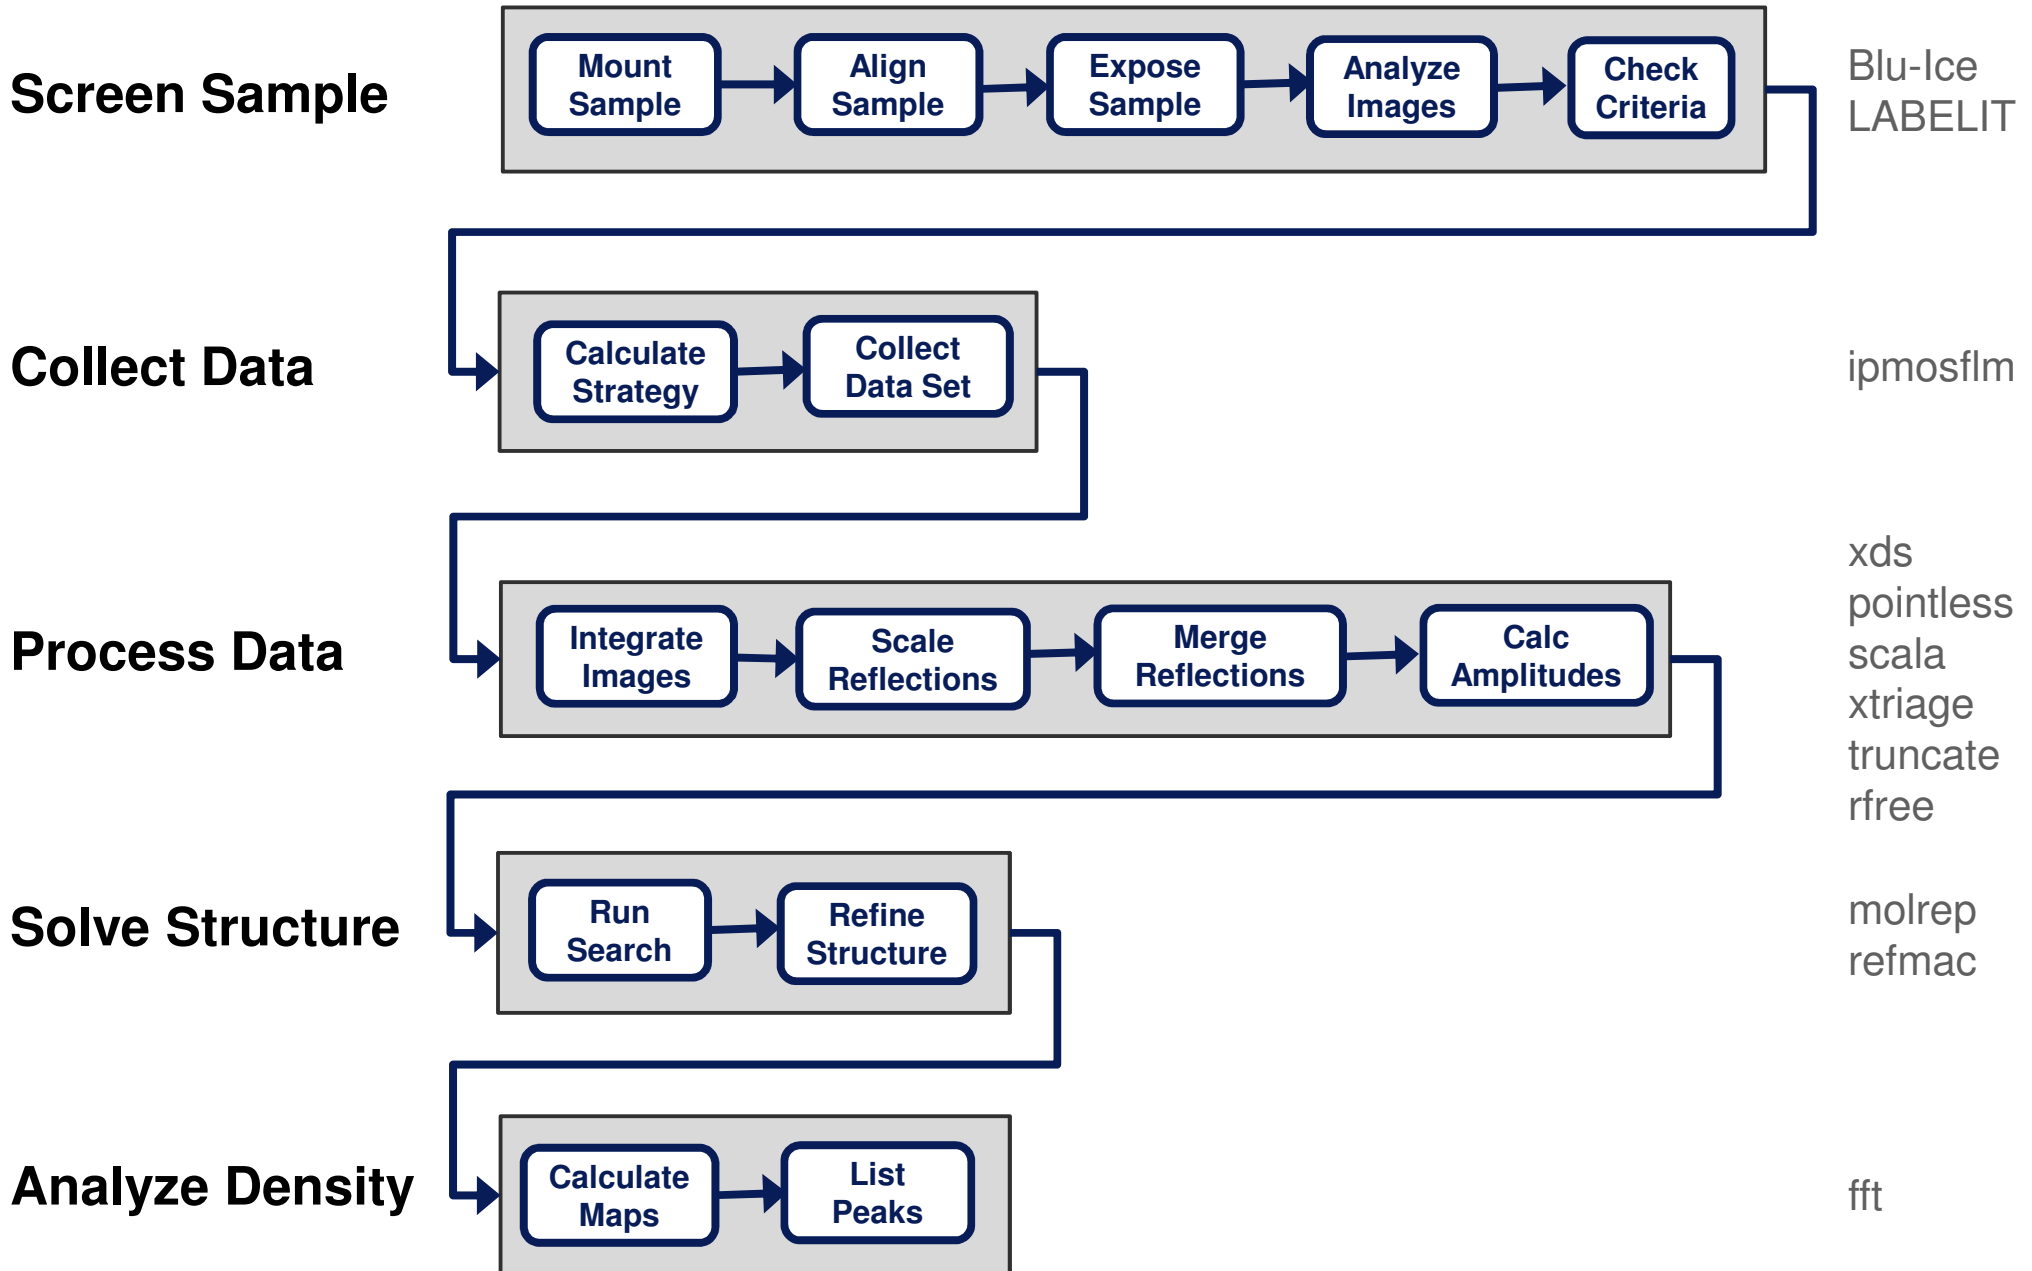 Screen Sample
Mount
Sample
Align
Sample
Expose
Sample
Analyze
Images
Check
Criteria
Blu-Ice
LABELIT
Collect Data
Calculate
Strategy
Collect
Data Set
ipmosflm
Process Data
Integrate
Images
Scale
Reflections
Merge
Reflections
Calc
Amplitudes
xds
pointless
scala
xtriage
truncate
rfree
Solve Structure
Run
Search
Refine
Structure
molrep
refmac
Analyze Density
Calculate
Maps
List
Peaks
fft